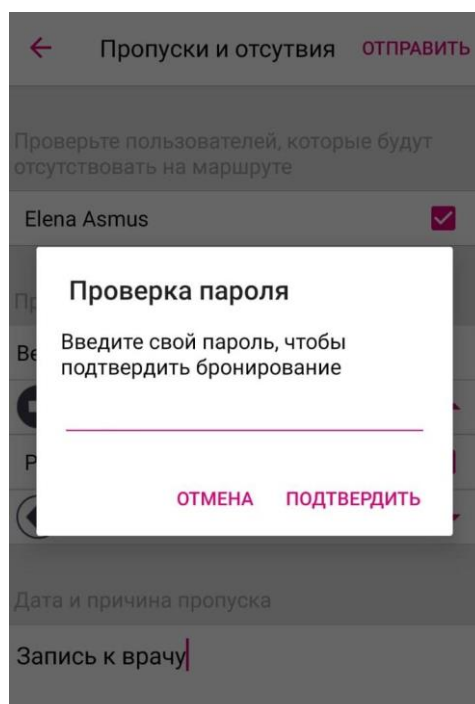 Пропуски и отсутвия ОТПРАВИТЬ
Проверьте пользователей, которые будут
отсутствовать на маршруте
Elena Asmus
Проверка пароля
Введите свой пароль, чтобы
подтвердить бронирование
ОТМЕНА ПОДТВЕРДИТЬ
Дата и причина пропуска
Запись к врачу